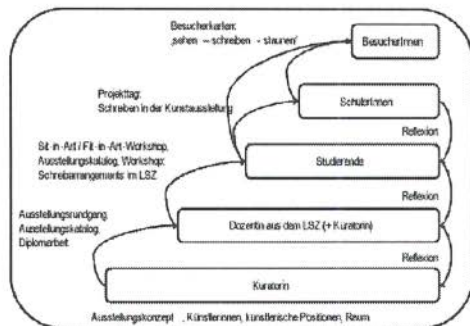 Besucherkarten:
„sehen – schreiben - staunen“
BesucherInnen
Projekttag:
Schreiben in der Kunstausstellung
SchülerInnen
Reflexion
Sit-in-Art / Fit-in-Art-Workshop,
Ausstellungskatalog, Workshop:
Schreibarrangements im LSZ
Studierende
Reflexion
Ausstellungsrundgang,
Ausstellungskatalog,
Diplomarbeit
Dozentin aus dem LSZ (+ Kuratorin)
Reflexion
Kuratorin
Ausstellungskonzept , Künstlerinnen, künstlerische Positionen, Raum